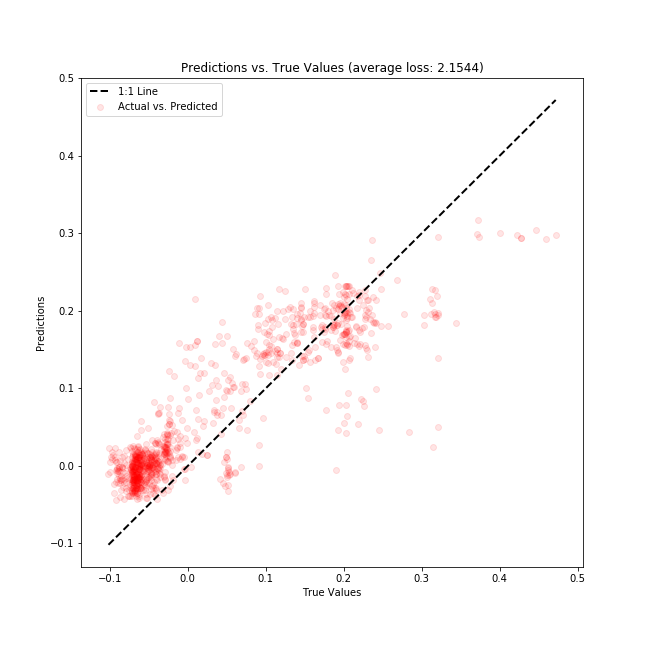 Predictions vs. True Values (average loss: 2.1544)
1:1 Line
Actual vs. Predicted
0.5
0.4
0.3
0.2
0.1
0.0
−0.1
Predictions
−0.1 0.0 0.1 0.2 0.3 0.4 0.5
True Values